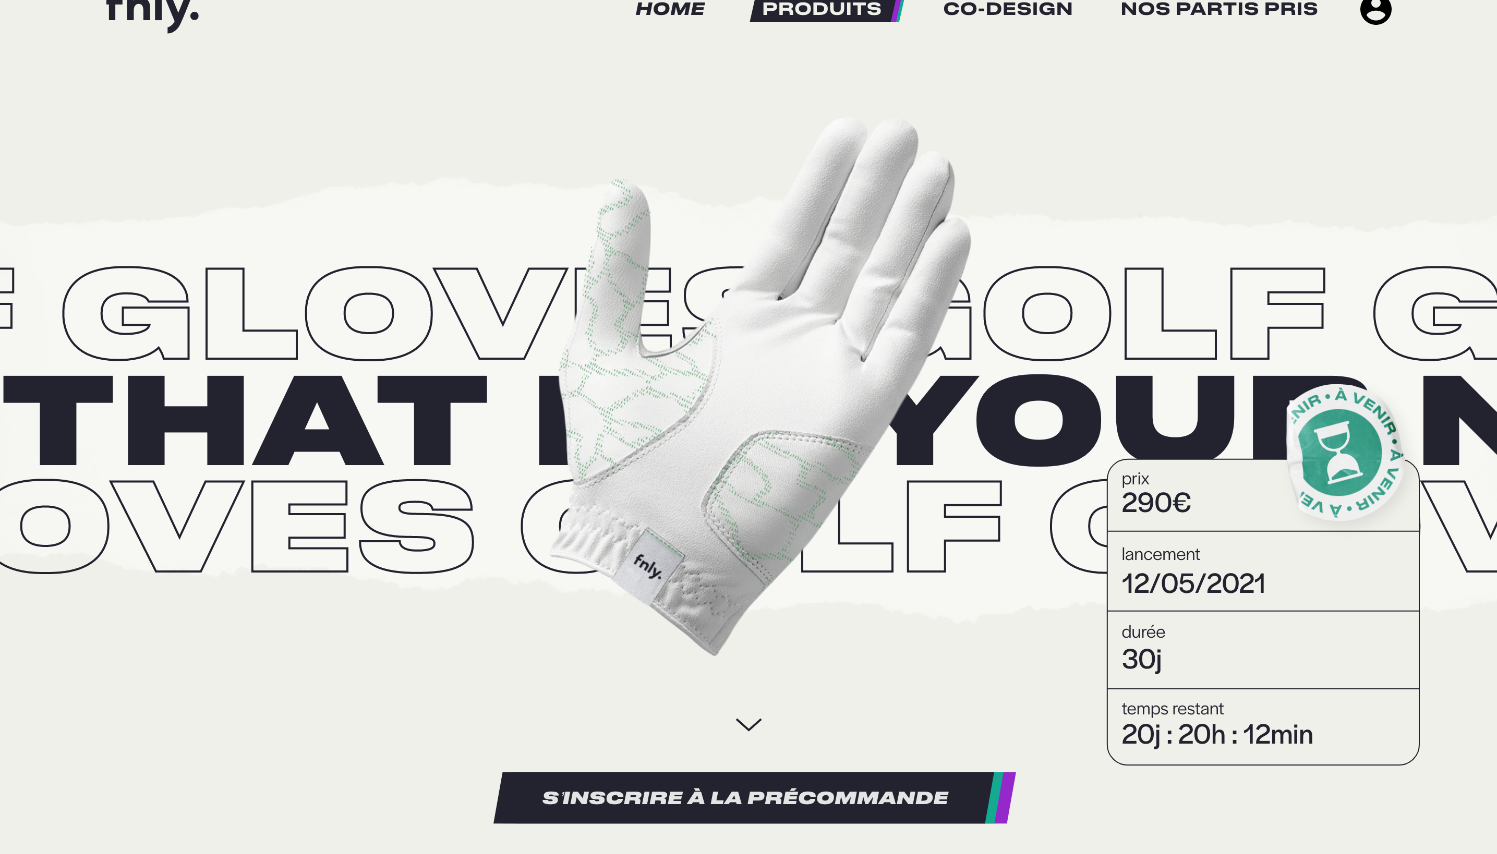 fnly.
HOME PRODUITS CO-DESIGN NOS PARTIS PRIS
GLOVES GOLF
THAT YOUR
OVES LF
fnly.
À VENIR • À VENIR • À VENIR •
prix
290€
lancement
12/05/2021
durée
30j
temps restant
20j : 20h : 12min
S'INSCRIRE À LA PRÉCOMMANDE